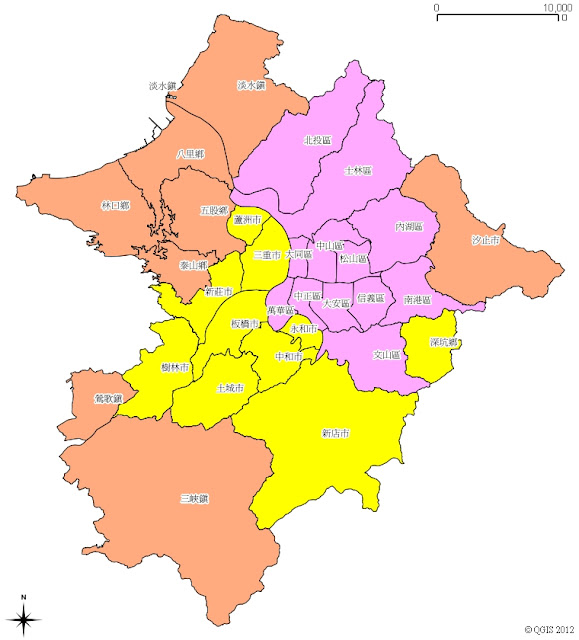 0 10,000
0
淡水鎮 淡水鎮
北投區
八里鄉
士林區
林口鄉 五股鄉
蘆洲市 內湖區
汐止市
三重市 大同區 中山區 松山區
泰山鄉
新莊市 中正區 大安區 信義區 南港區
萬華區
板橋市 永和市
深坑鄉
中和市 文山區
樹林市
土城市
鶯歌鎮
新店市
三峽鎮
N
© QGIS 2012